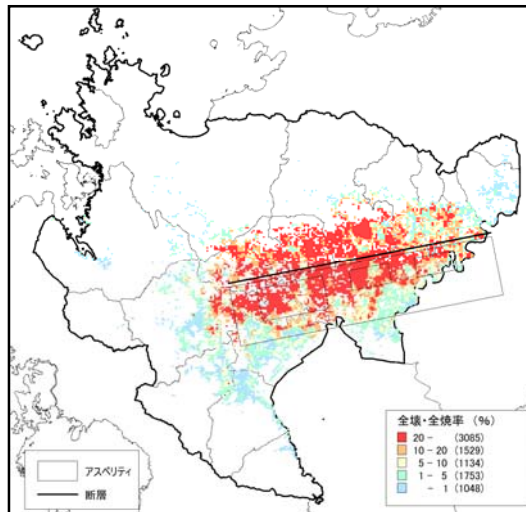 全壊・全焼率 (%)
20 - (3085)
10 - 20 (1529)
5 - 10 (1134)
1 - 5 (1753)
- 1 (1048)
アスペリティ
断層